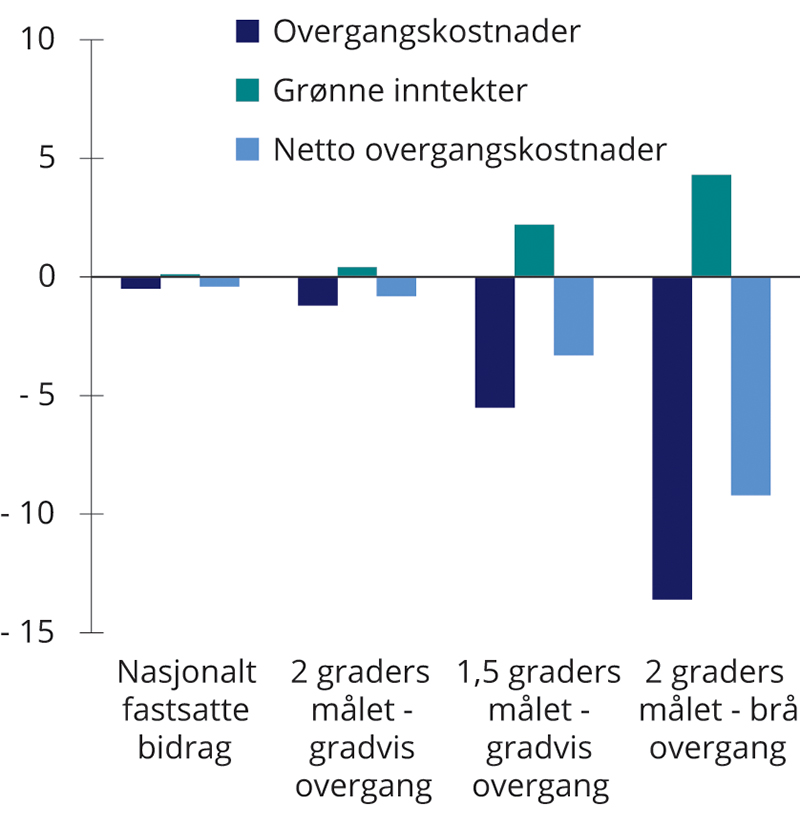 Overgangskostnader
Grønne inntekter
Netto overgangskostnader
10
5
0
- 5
- 10
- 15
Nasjonalt
fastsatte
bidrag
2 graders
målet -
gradvis
overgang
1,5 graders
målet -
gradvis
overgang
2 graders
målet - brå
overgang